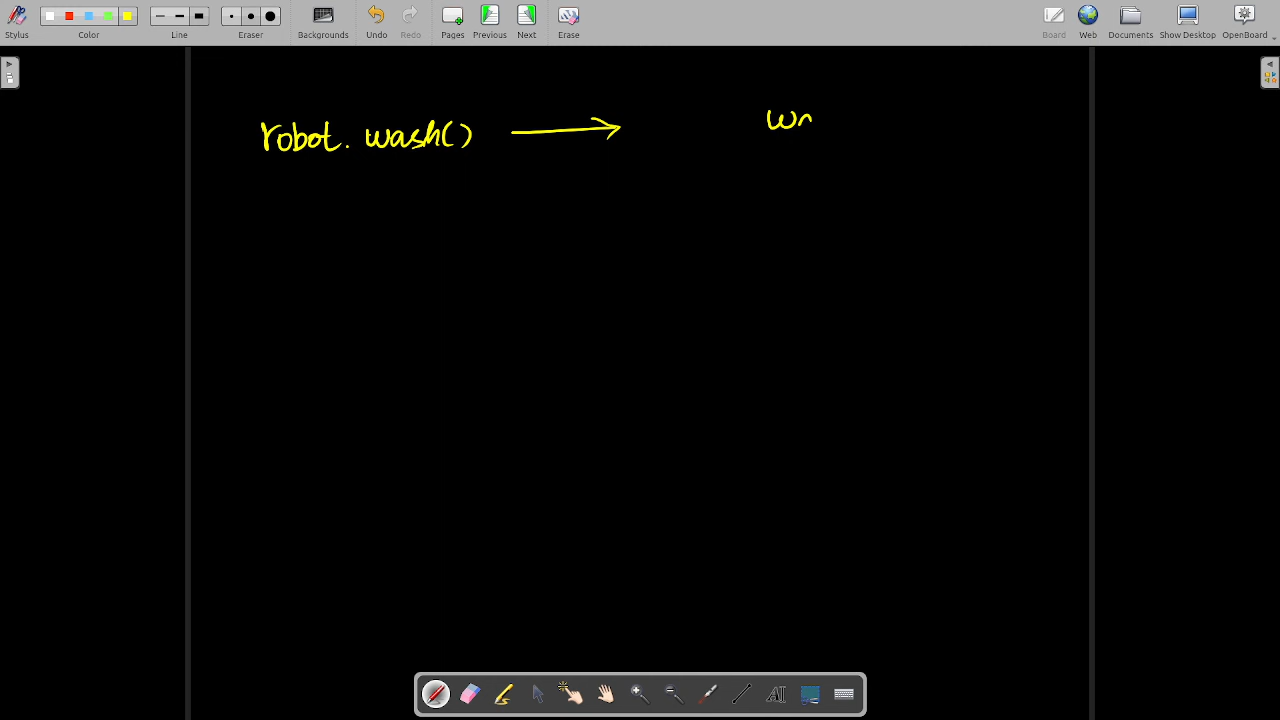 Stylus
Color
Line
Eraser
Backgrounds
Undo
Redo
Pages
Previous
Next
Erase
Board
Web
Documents
Show Desktop
OpenBoard
robot. wash() →